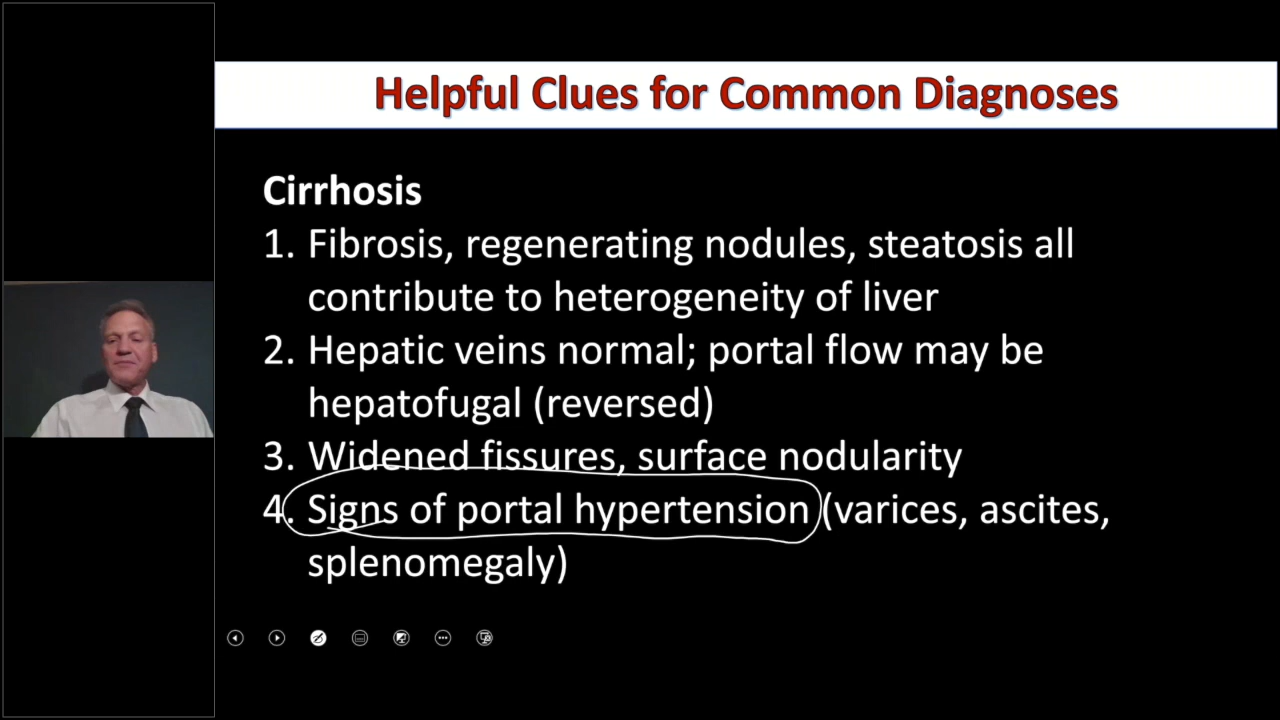 Helpful Clues for Common Diagnoses
Cirrhosis
1. Fibrosis, regenerating nodules, steatosis all
contribute to heterogeneity of liver
2. Hepatic veins normal; portal flow may be
hepatofugal (reversed)
3. Widened fissures, surface nodularity
4. Signs of portal hypertension (varices, ascites,
splenomegaly)